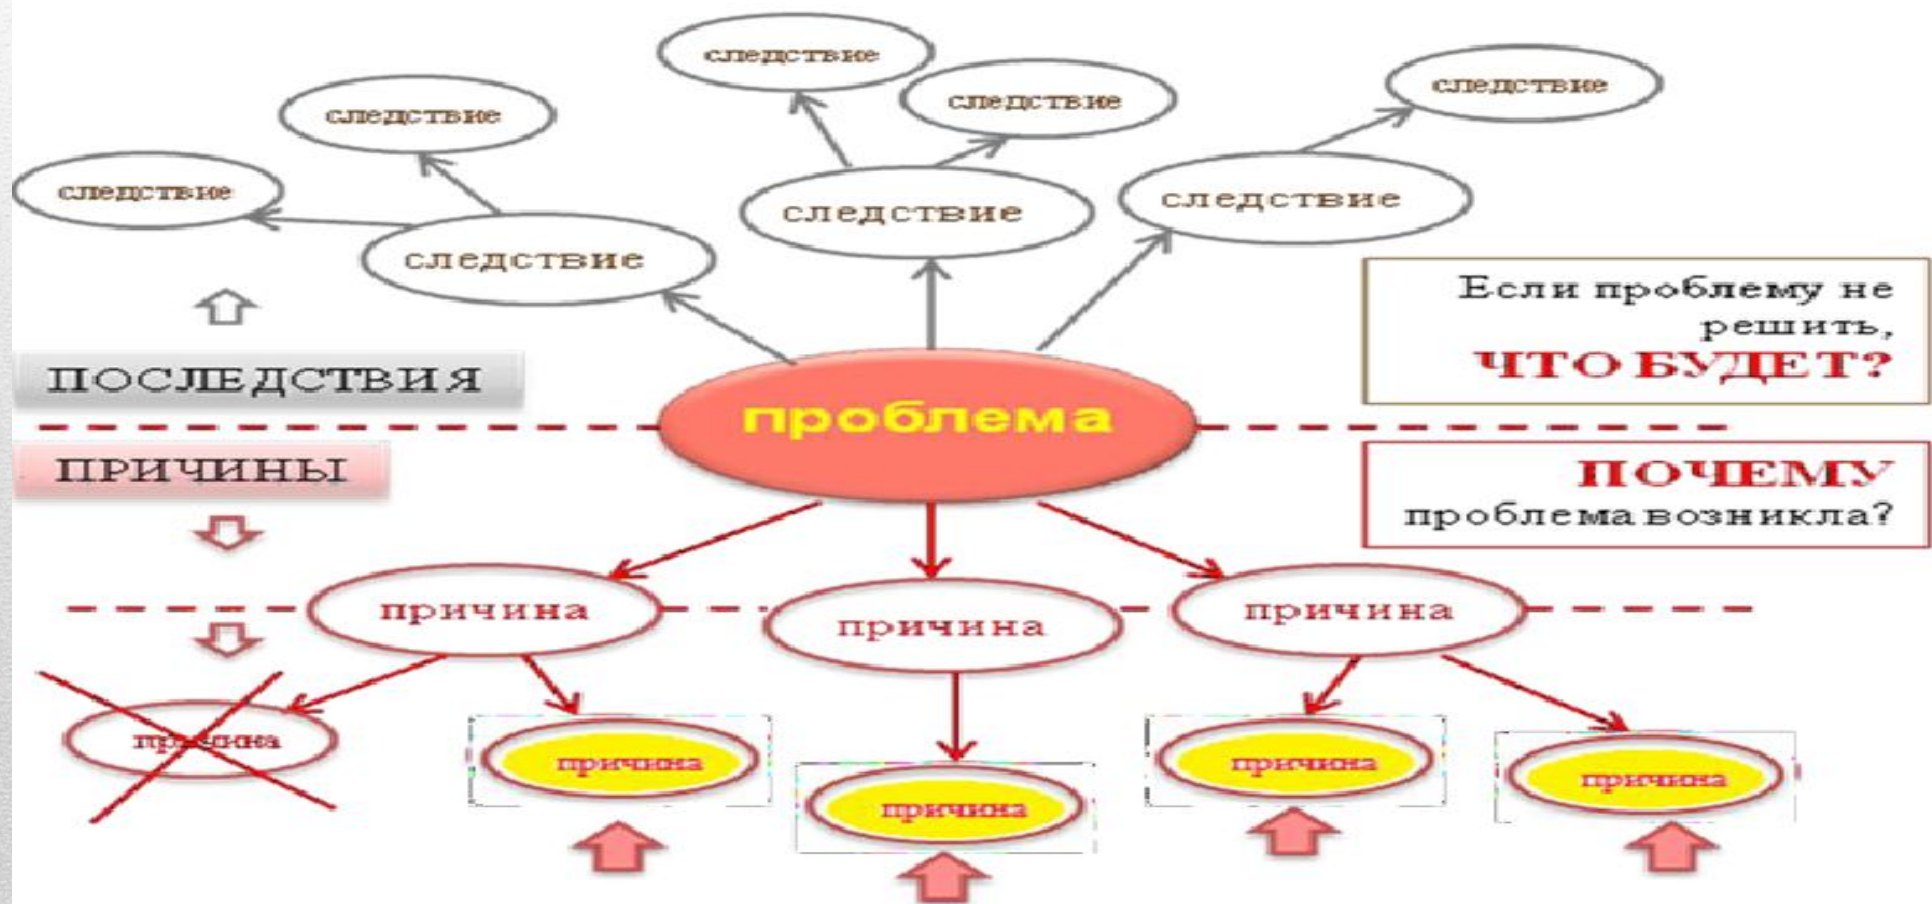 следствие
следствие
следствие
следствие
следствие
следствие
следствие
следствие
Если проблему не
решить,
ЧТО БУДЕТ?
ПОСЛЕДСТВИЯ
проблема
ПРИЧИНЫ
ПОЧЕМУ
проблема возникла?
причина
причина
причина
причина
причина
причина
причина
причина